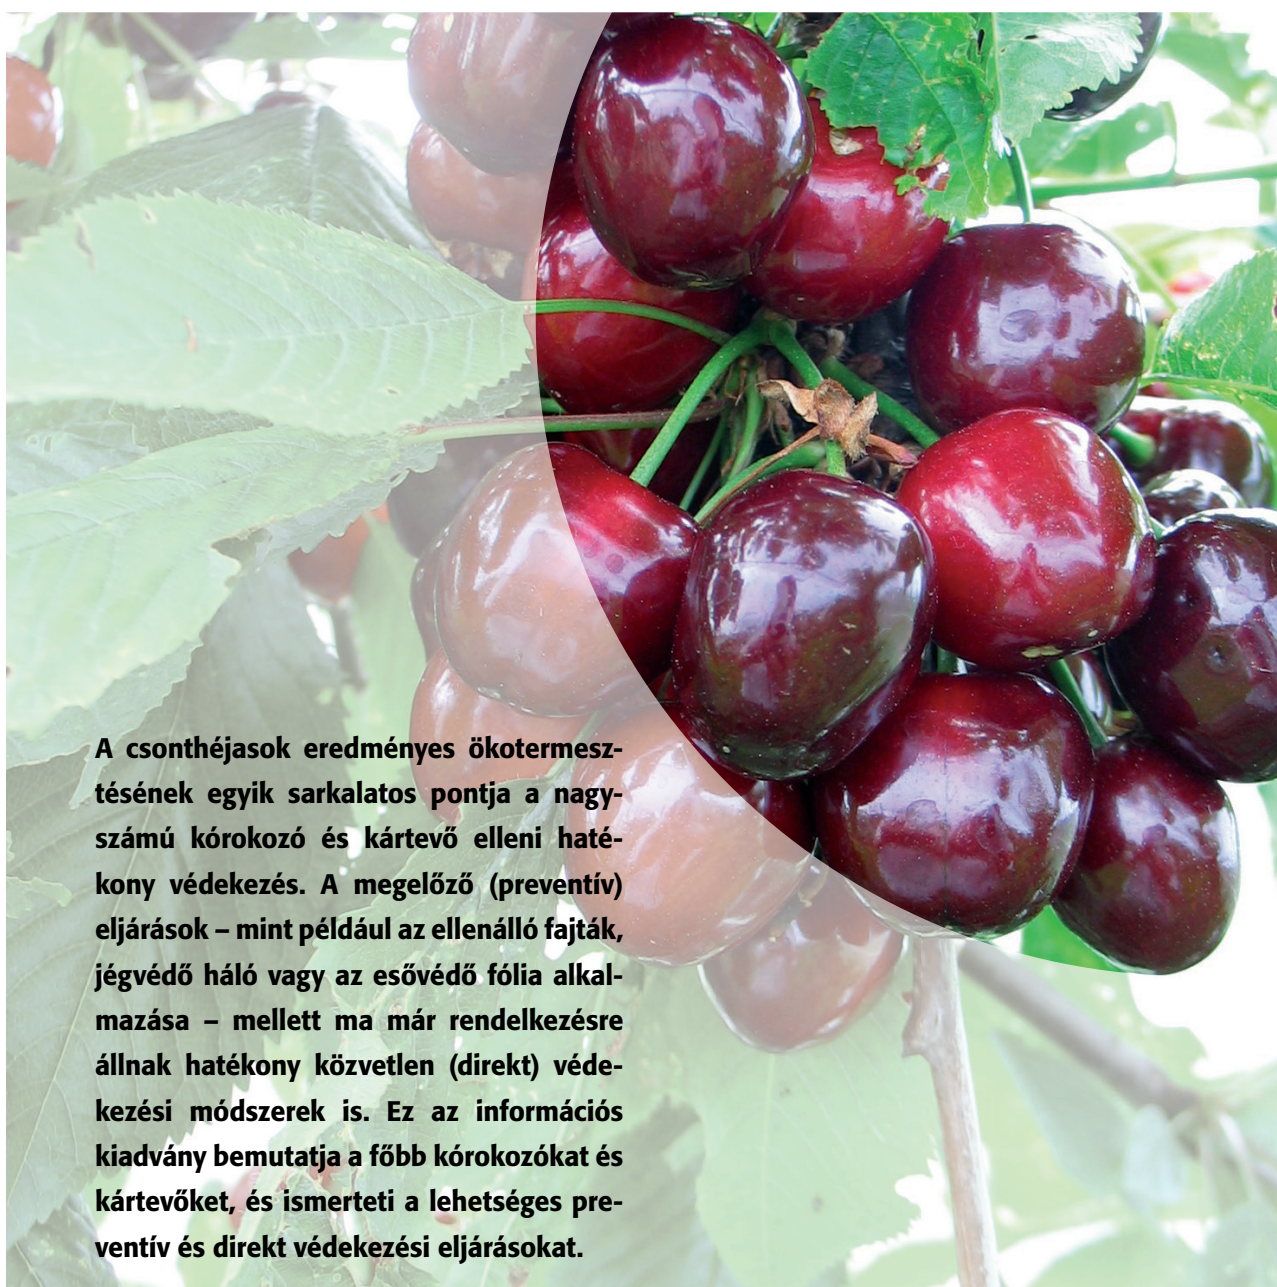 A csonthéjasok eredményes ökotermesz-
tésének egyik sarkalatos pontja a nagy-
számú kórokozó és kártevő elleni haté-
kony védekezés. A megelőző (preventív)
eljárások – mint például az ellenálló fajták,
jégvédő háló vagy az esővédő fólia alkal-
mazása – mellett ma már rendelkezésre
állnak hatékony közvetlen (direkt) véde-
kezési módszerek is. Ez az információs
kiadvány bemutatja a főbb kórokozókat és
kártevőket, és ismerteti a lehetséges pre-
ventív és direkt védekezési eljárásokat.